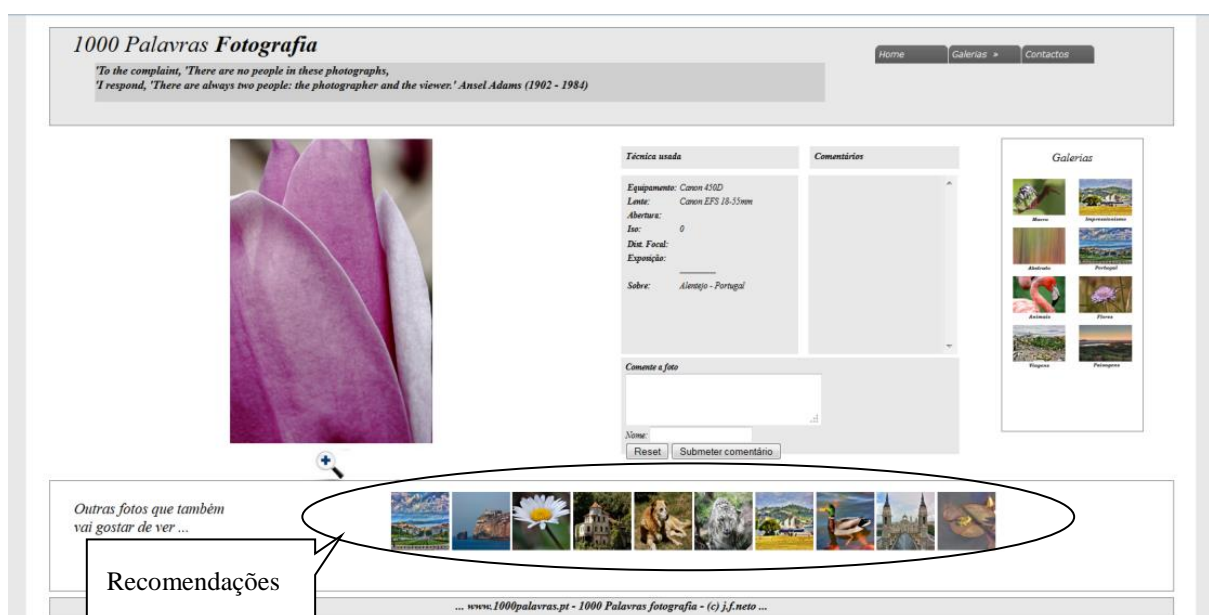 1000 Palavras Fotografia
'To the complaint, 'There are no people in these photographs,
'I respond, 'There are always two people: the photographer and the viewer.' Ansel Adams (1902 - 1984)
Home
Galerias »
Contactos
Técnica usada
Equipamento: Canon 450D
Lente: Canon EFS 18-55mm
Abertura:
Iso: 0
Dist. Focal:
Exposição:
Sobre: Alentejo - Portugal
Comentários
Comente a foto
Nome:
Reset
Submeter comentário
Galerias
Macro
Impressionismo
Abstrato
Portugal
Animais
Flores
Viagens
Paisagens
Outras fotos que também
vai gostar de ver ...
Recomendações
... www.1000palavras.pt - 1000 Palavras fotografia - (c) j.f.neto ...